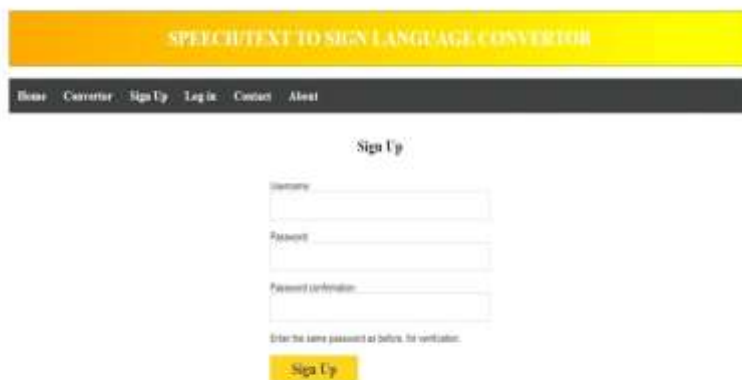 SPEECH/TEXT TO SIGN LANGUAGE CONVERTOR
Home Convertor Sign Up Log in Contact About
Sign Up
Username
Password
Password confirmation
Enter the same password as before, for verification.
Sign Up